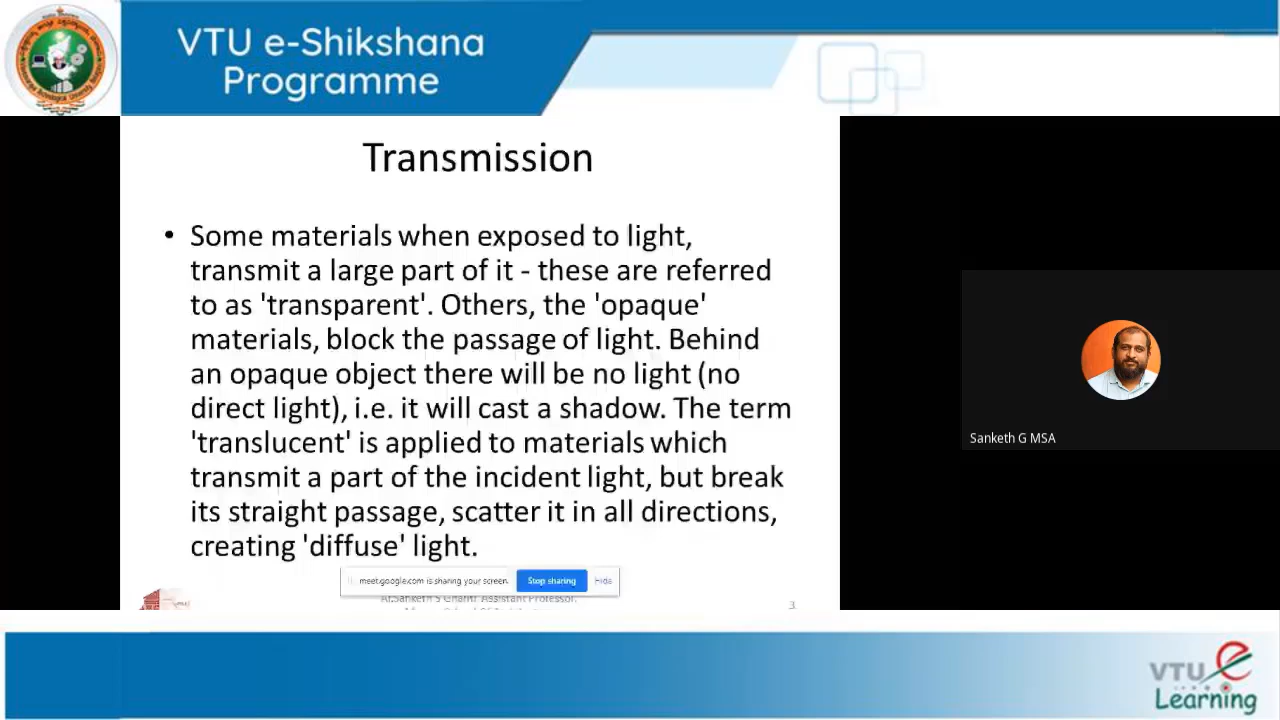 VTU e-Shikshana
Programme
Transmission
• Some materials when exposed to light,
transmit a large part of it - these are referred
to as 'transparent'. Others, the 'opaque'
materials, block the passage of light. Behind
an opaque object there will be no light (no
direct light), i.e. it will cast a shadow. The term
'translucent' is applied to materials which
transmit a part of the incident light, but break
its straight passage, scatter it in all directions,
creating 'diffuse' light.
meet.google.com is sharing your screen.
Stop sharing
Hide
Assistant Professor,
3
Sanketh G MSA
VTU e
Learning